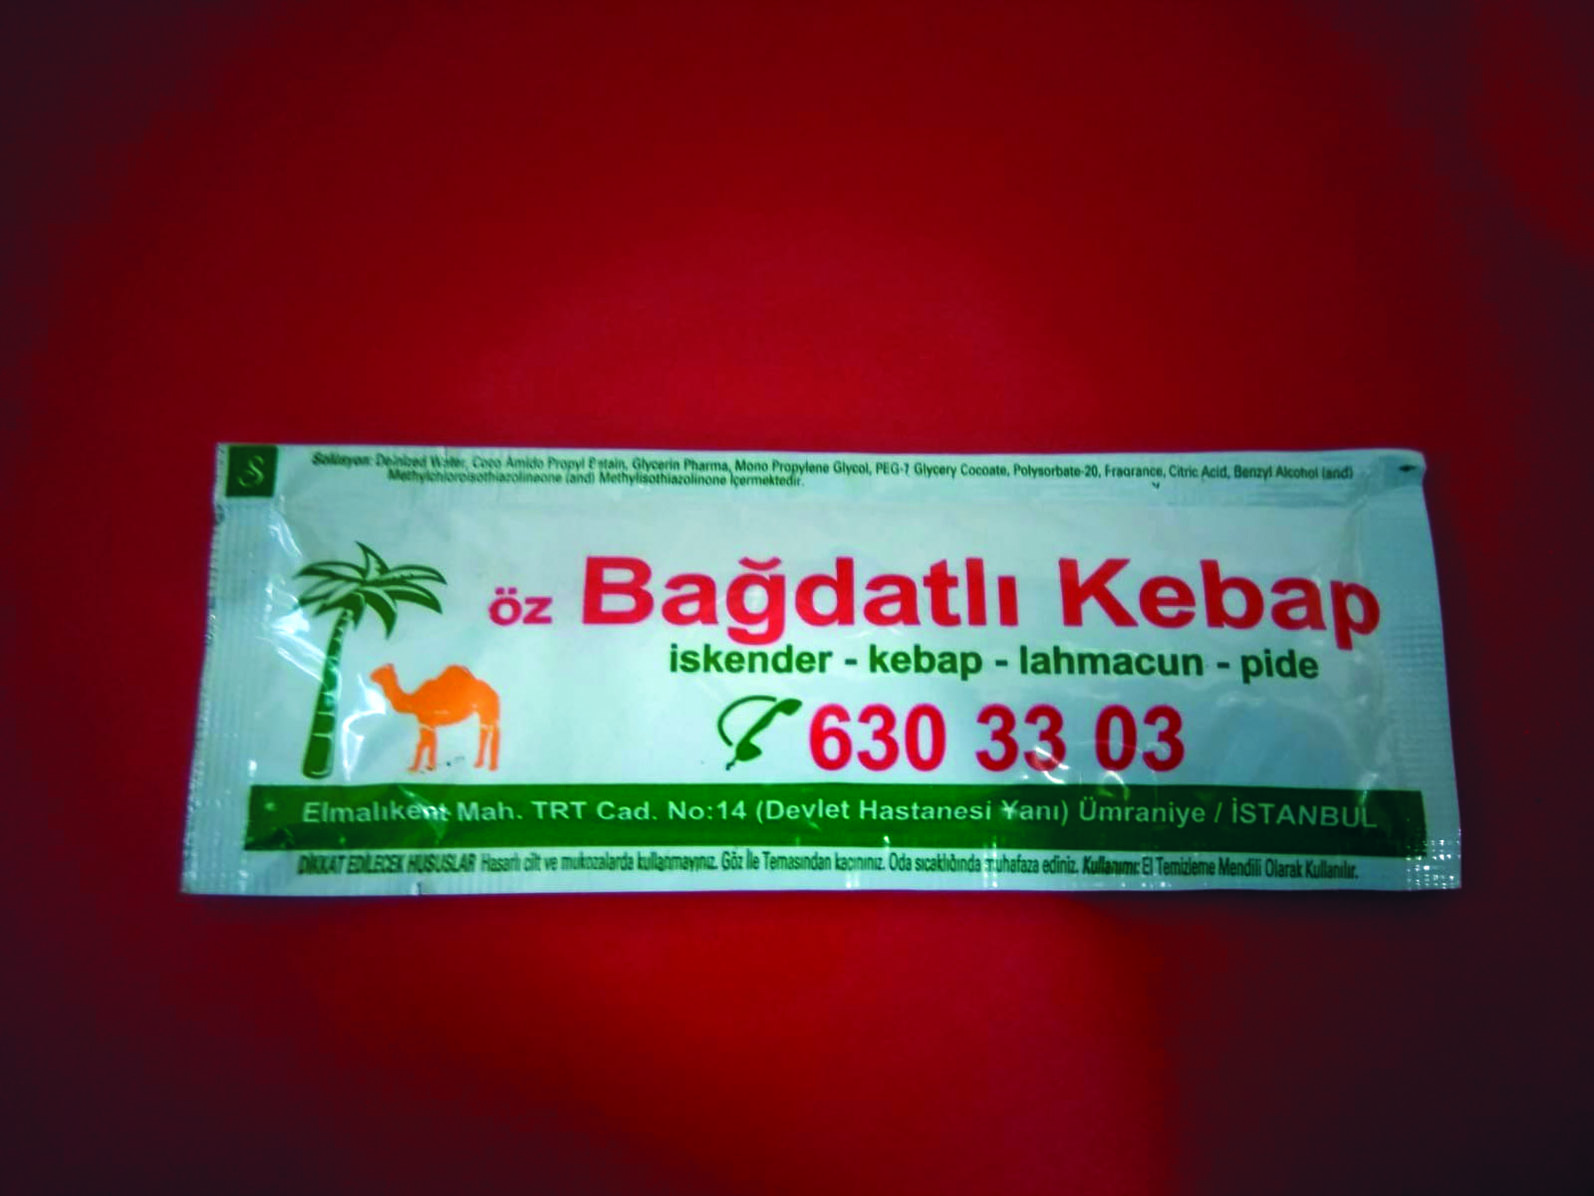 S
Solüsyon: Deinized Water, Coco Amido Propyl Betain, Glycerin Pharma, Mono Propylene Glycol, PEG-7 Glycery Cocoate, Polysorbate-20, Fragrance, Citric Acid, Benzyl Alcohol (and)
Methylchloroisothiazolineone (and) Methylisothiazolinone İçermektedir.
öz Bağdatlı Kebap
iskender - kebap - lahmacun - pide
630 33 03
Elmalıkent Mah. TRT Cad. No:14 (Devlet Hastanesi Yanı) Ümraniye / İSTANBUL
DİKKAT EDİLECEK HUSUSLAR Hasarlı cilt ve mukozalarda kullanmayınız. Göz İle Temasından kaçınınız. Oda sıcaklığında muhafaza ediniz. Kullanımı: El Temizleme Mendili Olarak Kullanılır.